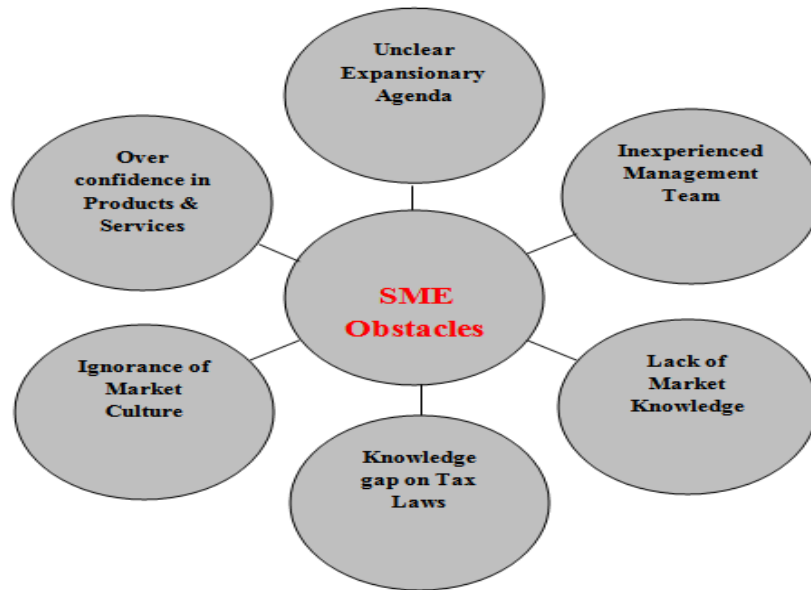 Unclear
Expansionary
Agenda
Over
confidence in
Products &
Services
Inexperienced
Management
Team
SME
Obstacles
Ignorance of
Market
Culture
Lack of
Market
Knowledge
Knowledge
gap on Tax
Laws